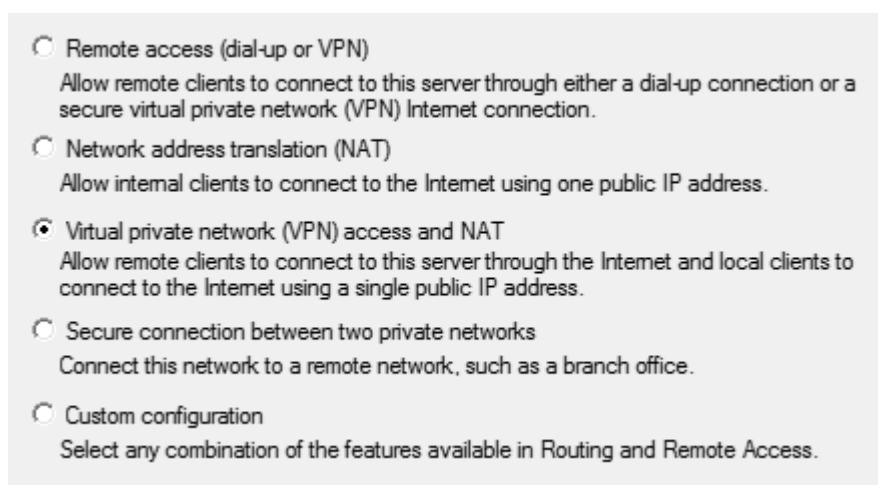 Remote access (dial-up or VPN)
Allow remote clients to connect to this server through either a dial-up connection or a
secure virtual private network (VPN) Internet connection.
Network address translation (NAT)
Allow internal clients to connect to the Internet using one public IP address.
Virtual private network (VPN) access and NAT
Allow remote clients to connect to this server through the Internet and local clients to
connect to the Internet using a single public IP address.
Secure connection between two private networks
Connect this network to a remote network, such as a branch office.
Custom configuration
Select any combination of the features available in Routing and Remote Access.